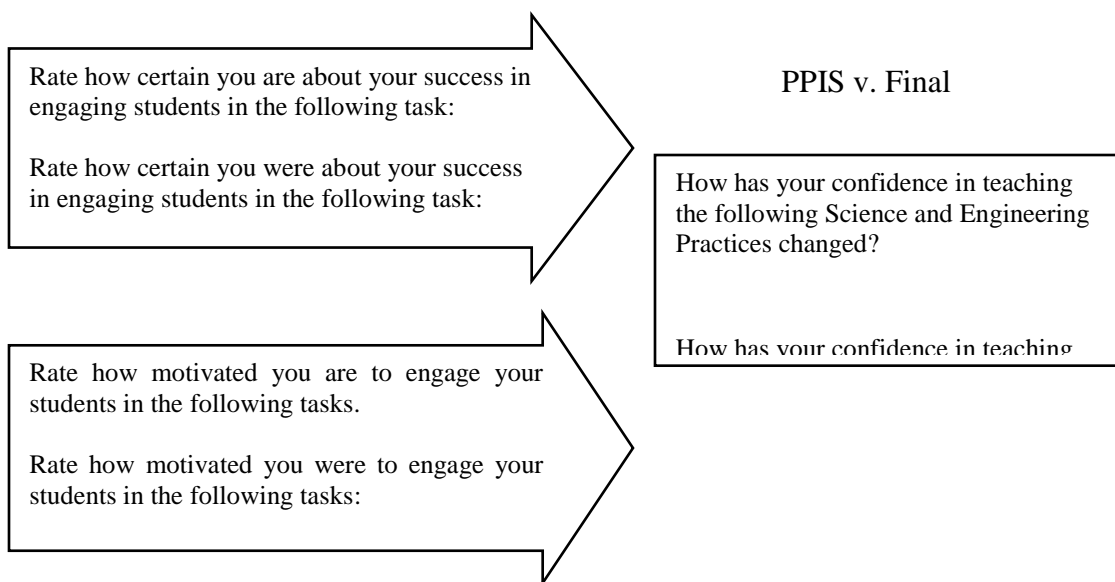 Rate how certain you are about your success in
engaging students in the following task:
Rate how certain you were about your success
in engaging students in the following task:
PPIS v. Final
How has your confidence in teaching
the following Science and Engineering
Practices changed?
How has your confidence in teaching
Rate how motivated you are to engage your
students in the following tasks.
Rate how motivated you were to engage your
students in the following tasks: